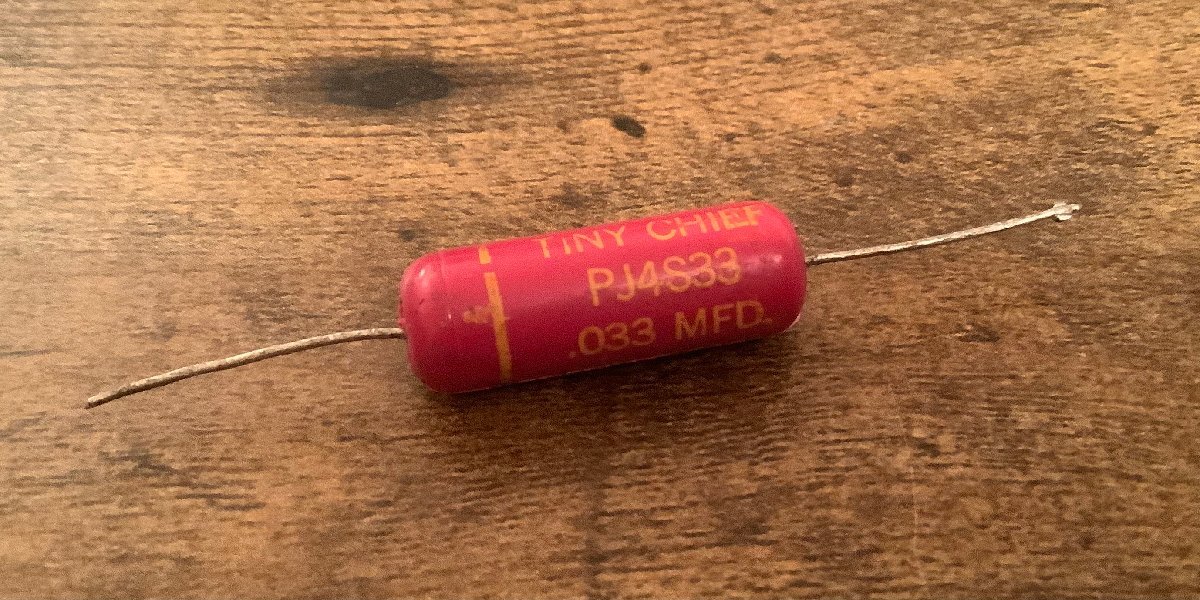 TINY CHIEF
PJ4S33
.033 MFD.